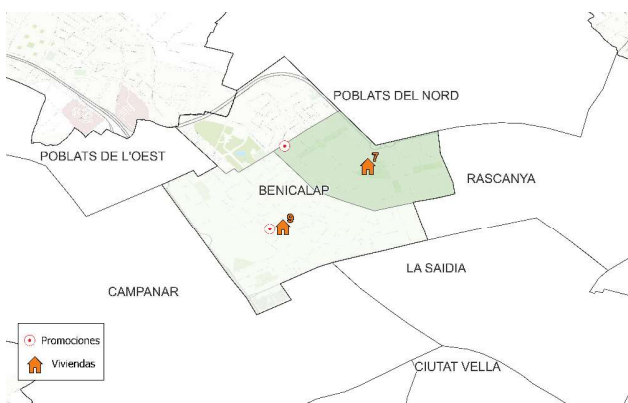 POBLATS DEL NORD
POBLATS DE L'OEST
7
RASCANYA
BENICALAP
9
LA SAIDIA
CAMPANAR
Promociones
Viviendas
CIUTAT VELLA